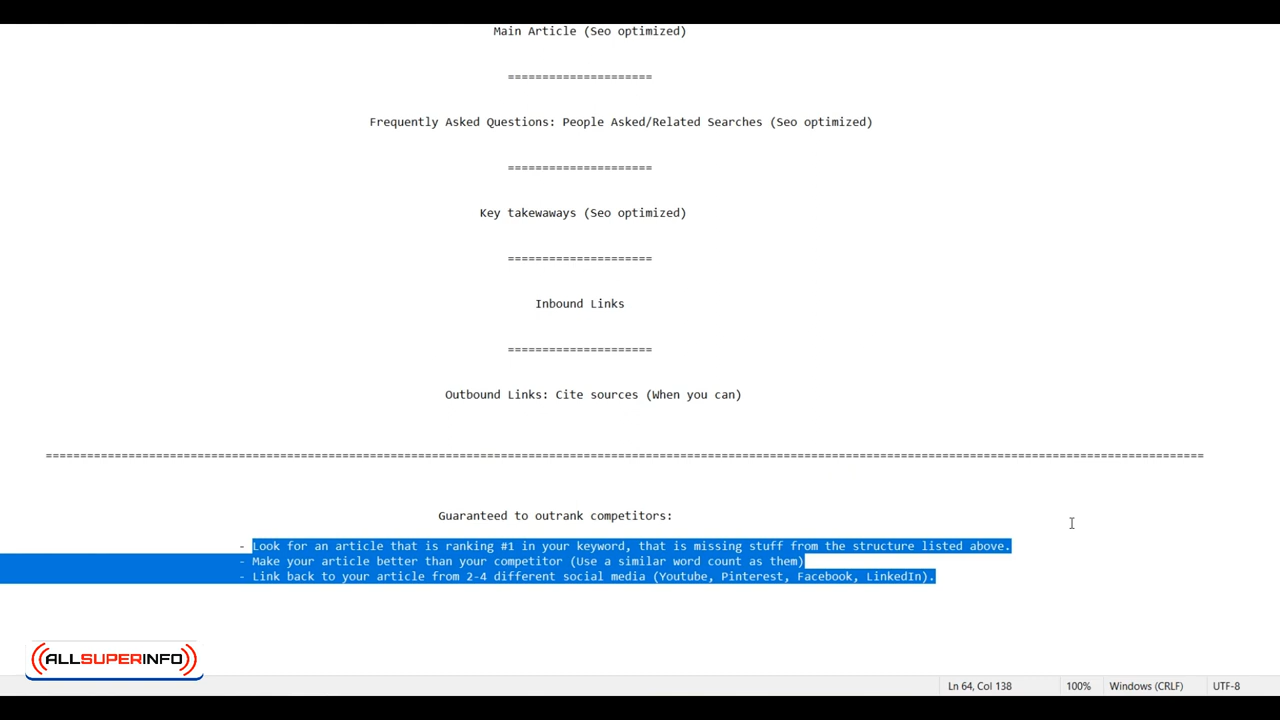 Main Article (Seo optimized)
=====================
Frequently Asked Questions: People Asked/Related Searches (Seo optimized)
=====================
Key takewaways (Seo optimized)
=====================
Inbound Links
=====================
Outbound Links: Cite sources (When you can)
========================================================================================================================================================================
Guaranteed to outrank competitors:
- Look for an article that is ranking #1 in your keyword, that is missing stuff from the structure listed above.
- Make your article better than your competitor (Use a similar word count as them)
- Link back to your article from 2-4 different social media (Youtube, Pinterest, Facebook, LinkedIn).
ALLSUPERINFO
Ln 64, Col 138 100% Windows (CRLF) UTF-8